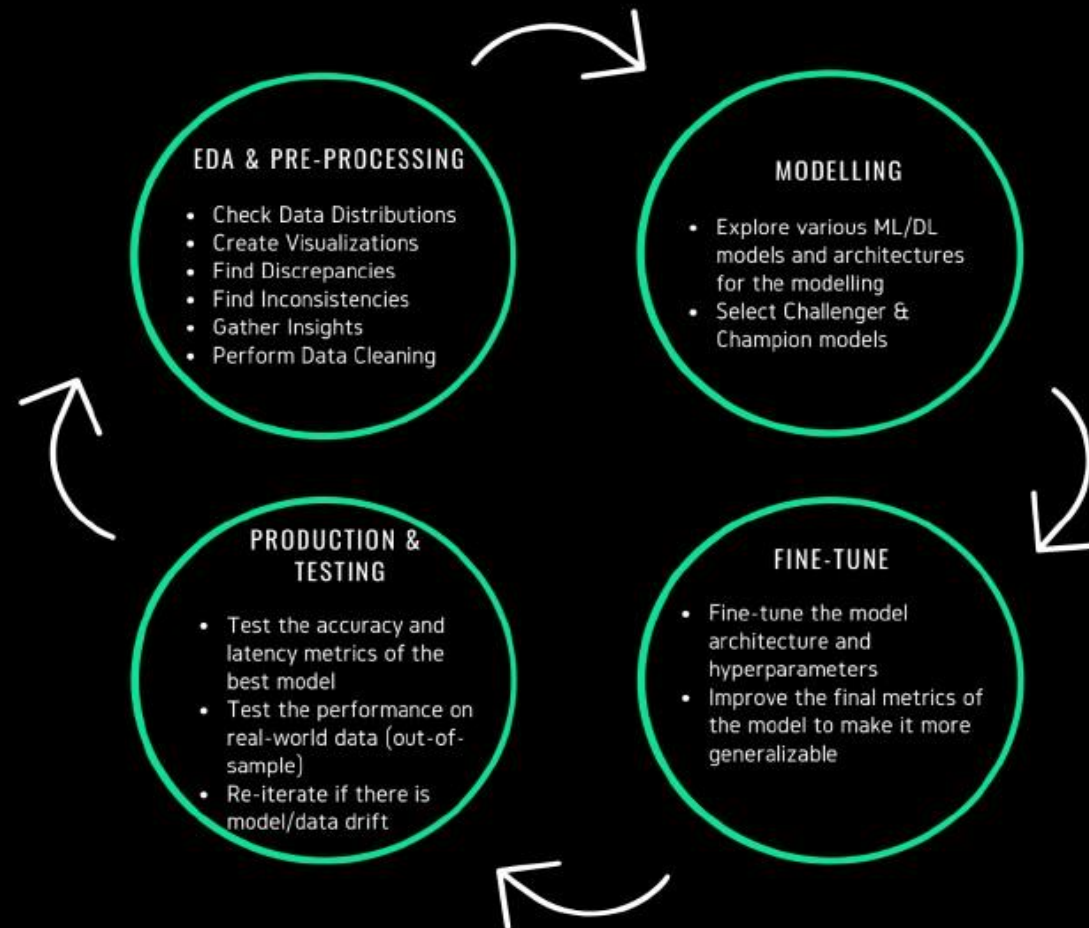 EDA & PRE-PROCESSING
• Check Data Distributions
• Create Visualizations
• Find Discrepancies
• Find Inconsistencies
• Gather Insights
• Perform Data Cleaning
MODELLING
• Explore various ML/DL
models and architectures
for the modelling
• Select Challenger &
Champion models
FINE-TUNE
• Fine-tune the model
architecture and
hyperparameters
• Improve the final metrics of
the model to make it more
generalizable
PRODUCTION &
TESTING
• Test the accuracy and
latency metrics of the
best model
• Test the performance on
real-world data (out-of-
sample)
• Re-iterate if there is
model/data drift